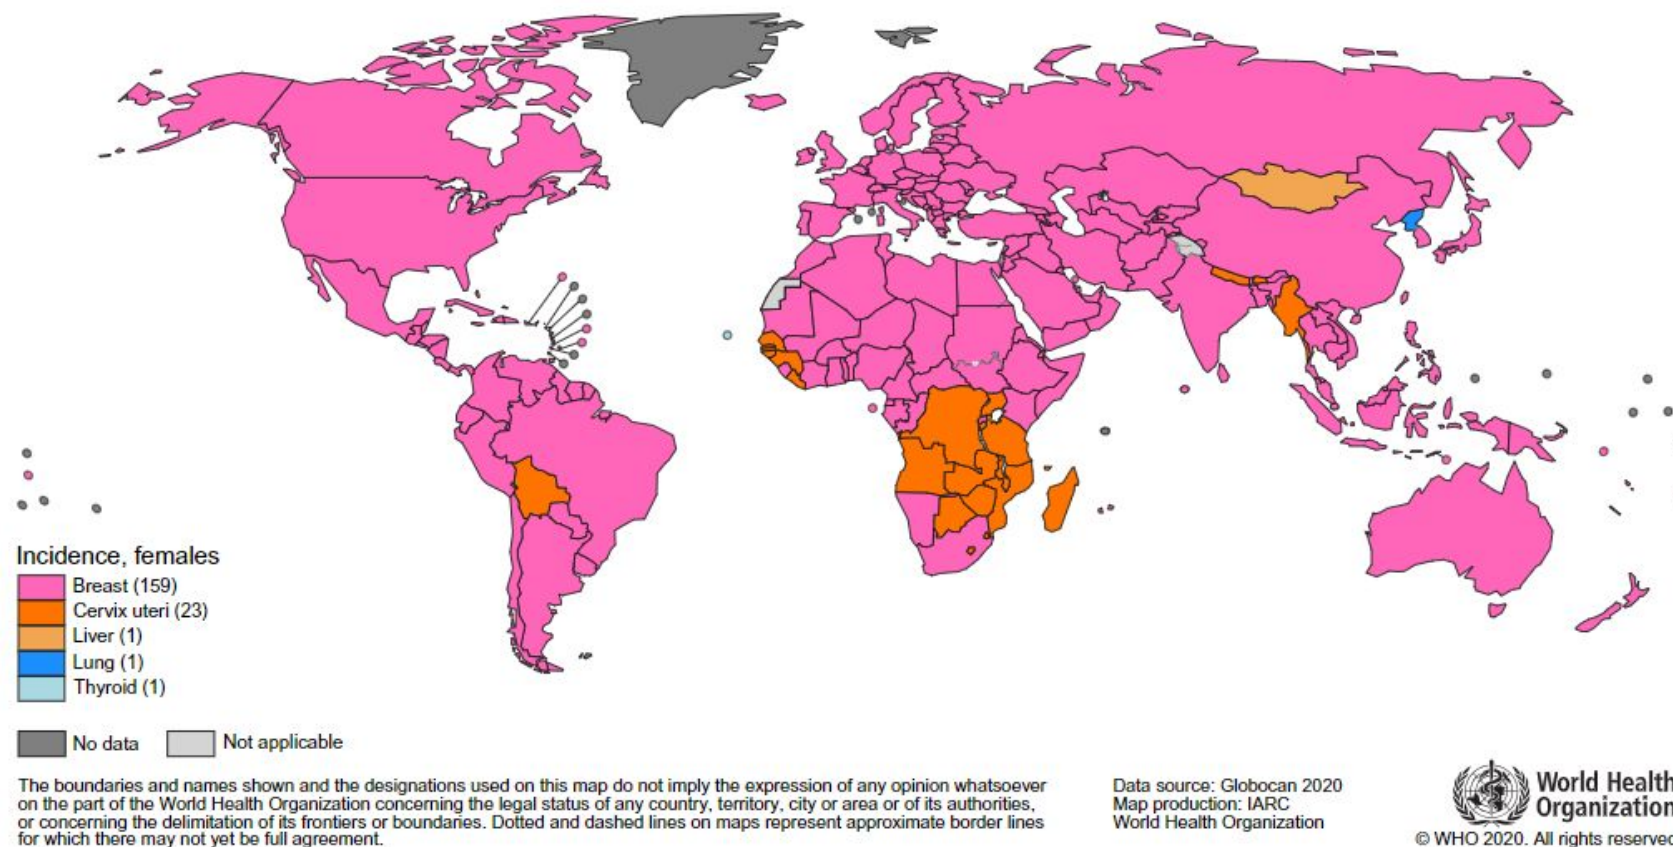 Incidence, females
Breast (159)
Cervix uteri (23)
Liver (1)
Lung (1)
Thyroid (1)
No data
Not applicable
The boundaries and names shown and the designations used on this map do not imply the expression of any opinion whatsoever
on the part of the World Health Organization concerning the legal status of any country, territory, city or area or of its authorities,
or concerning the delimitation of its frontiers or boundaries. Dotted and dashed lines on maps represent approximate border lines
for which there may not yet be full agreement.
Data source: Globocan 2020
Map production: IARC
World Health Organization
World Health
Organization
© WHO 2020. All rights reserved